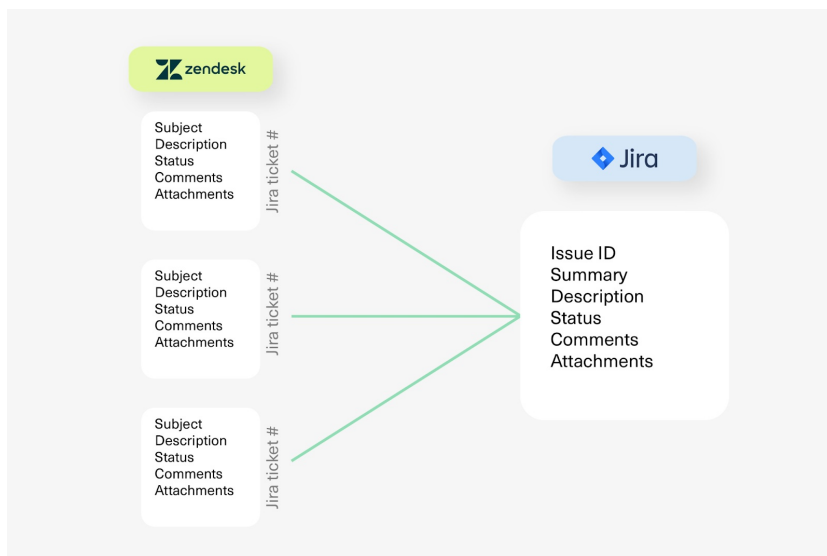 zendesk
Subject
Description
Status
Comments
Attachments
Jira ticket #
Subject
Description
Status
Comments
Attachments
Jira ticket #
Subject
Description
Status
Comments
Attachments
Jira ticket #
Jira
Issue ID
Summary
Description
Status
Comments
Attachments